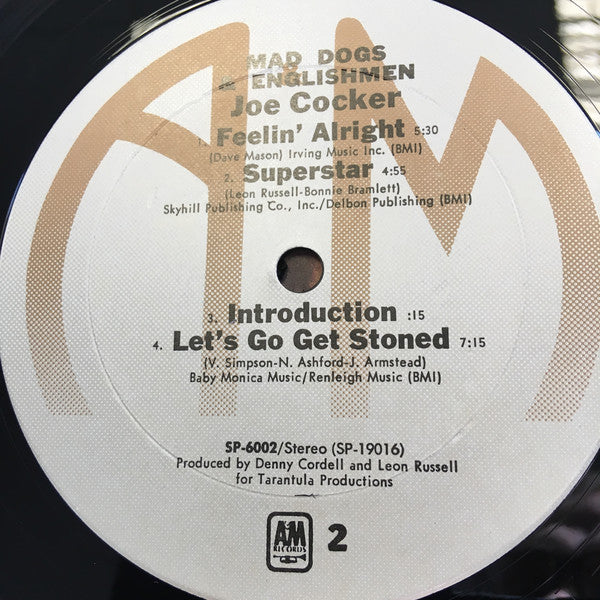 MAD DOGS
& ENGLISHMEN
Joe Cocker
1. Feelin' Alright 5:30
(Dave Mason) Irving Music Inc. (BMI)
2. Superstar 4:55
(Leon Russell-Bonnie Bramlett)
Skyhill Publishing Co., Inc./Delbon Publishing (BMI)
3. Introduction :15
4. Let's Go Get Stoned 7:15
(V. Simpson-N. Ashford-J. Armstead)
Baby Monica Music/Renleigh Music (BMI)
SP-6002/Stereo (SP-19016)
Produced by Denny Cordell and Leon Russell
for Tarantula Productions
A&M
RECORDS
2